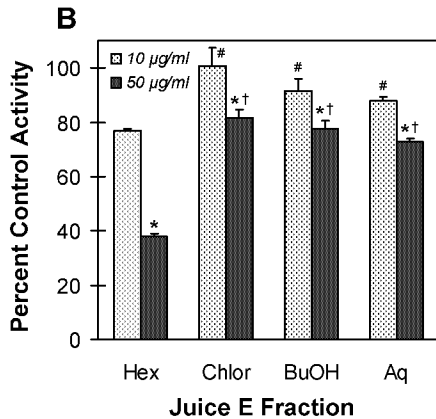 B
10 µg/ml
50 µg/ml
100
80
60
40
20
0
Percent Control Activity
*
#
*†
#
*†
#
*†
Hex Chlor BuOH Aq
Juice E Fraction